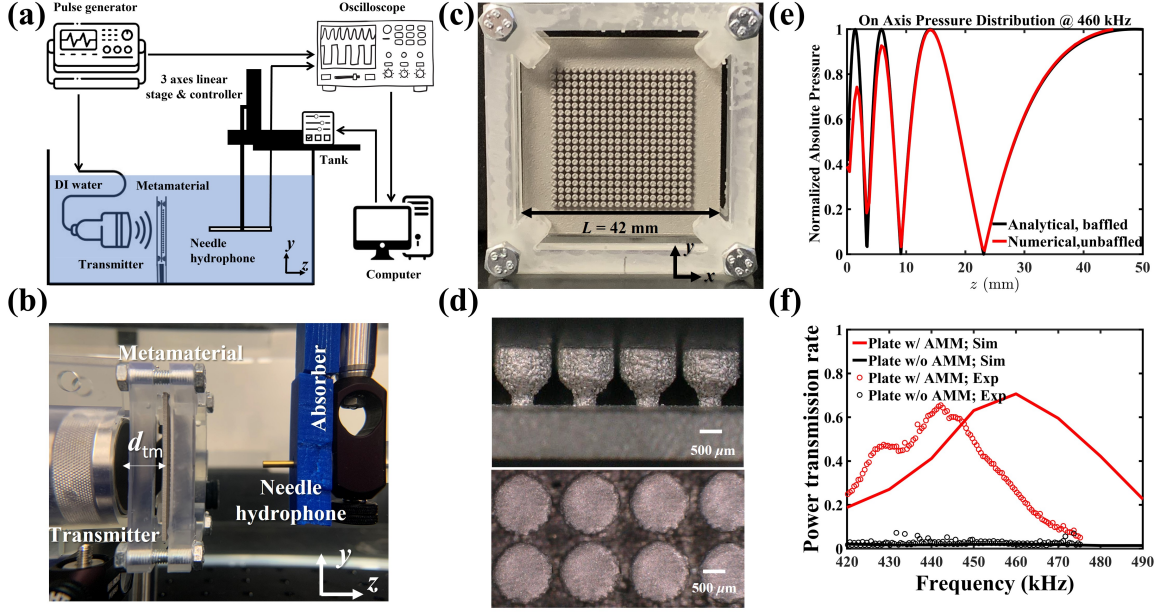 (a)
Pulse generator
Oscilloscope
3 axes linear
stage & controller
Tank
DI water
Metamaterial
Transmitter
Needle
hydrophone
y
z
Computer
(b)
Metamaterial
Absorber
d_tm
Needle
hydrophone
Transmitter
y
z
(c)
L = 42 mm
y
x
(d)
500 μm
500 μm
(e)
On Axis Pressure Distribution @ 460 kHz
Normalized Absolute Pressure
1
0.8
0.6
0.4
0.2
0
Analytical, baffled
Numerical,unbaffled
0 10 20 30 40 50
z (mm)
(f)
Power transmission rate
1
0.8
0.6
0.4
0.2
0
Plate w/ AMM; Sim
Plate w/o AMM; Sim
Plate w/ AMM; Exp
Plate w/o AMM; Exp
420 430 440 450 460 470 480 490
Frequency (kHz)